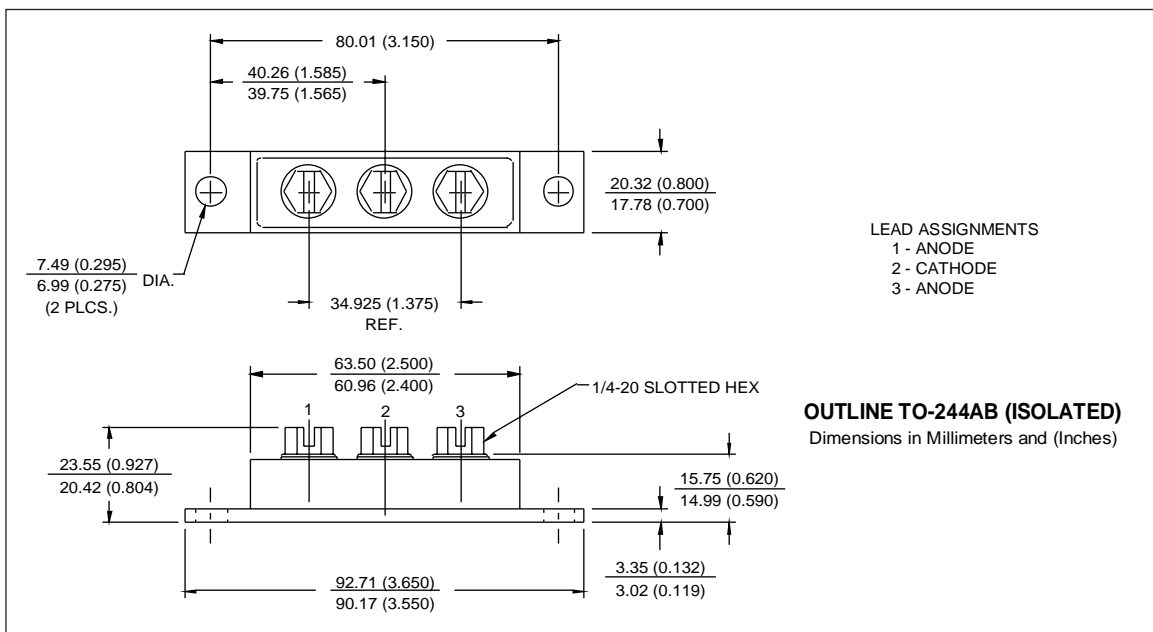 80.01 (3.150)
40.26 (1.585)
39.75 (1.565)
20.32 (0.800)
17.78 (0.700)
LEAD ASSIGNMENTS
1 - ANODE
2 - CATHODE
3 - ANODE
7.49 (0.295)
6.99 (0.275)
DIA.
(2 PLCS.)
34.925 (1.375)
REF.
63.50 (2.500)
60.96 (2.400)
1/4-20 SLOTTED HEX
1 2 3
OUTLINE TO-244AB (ISOLATED)
Dimensions in Millimeters and (Inches)
23.55 (0.927)
20.42 (0.804)
15.75 (0.620)
14.99 (0.590)
3.35 (0.132)
3.02 (0.119)
92.71 (3.650)
90.17 (3.550)